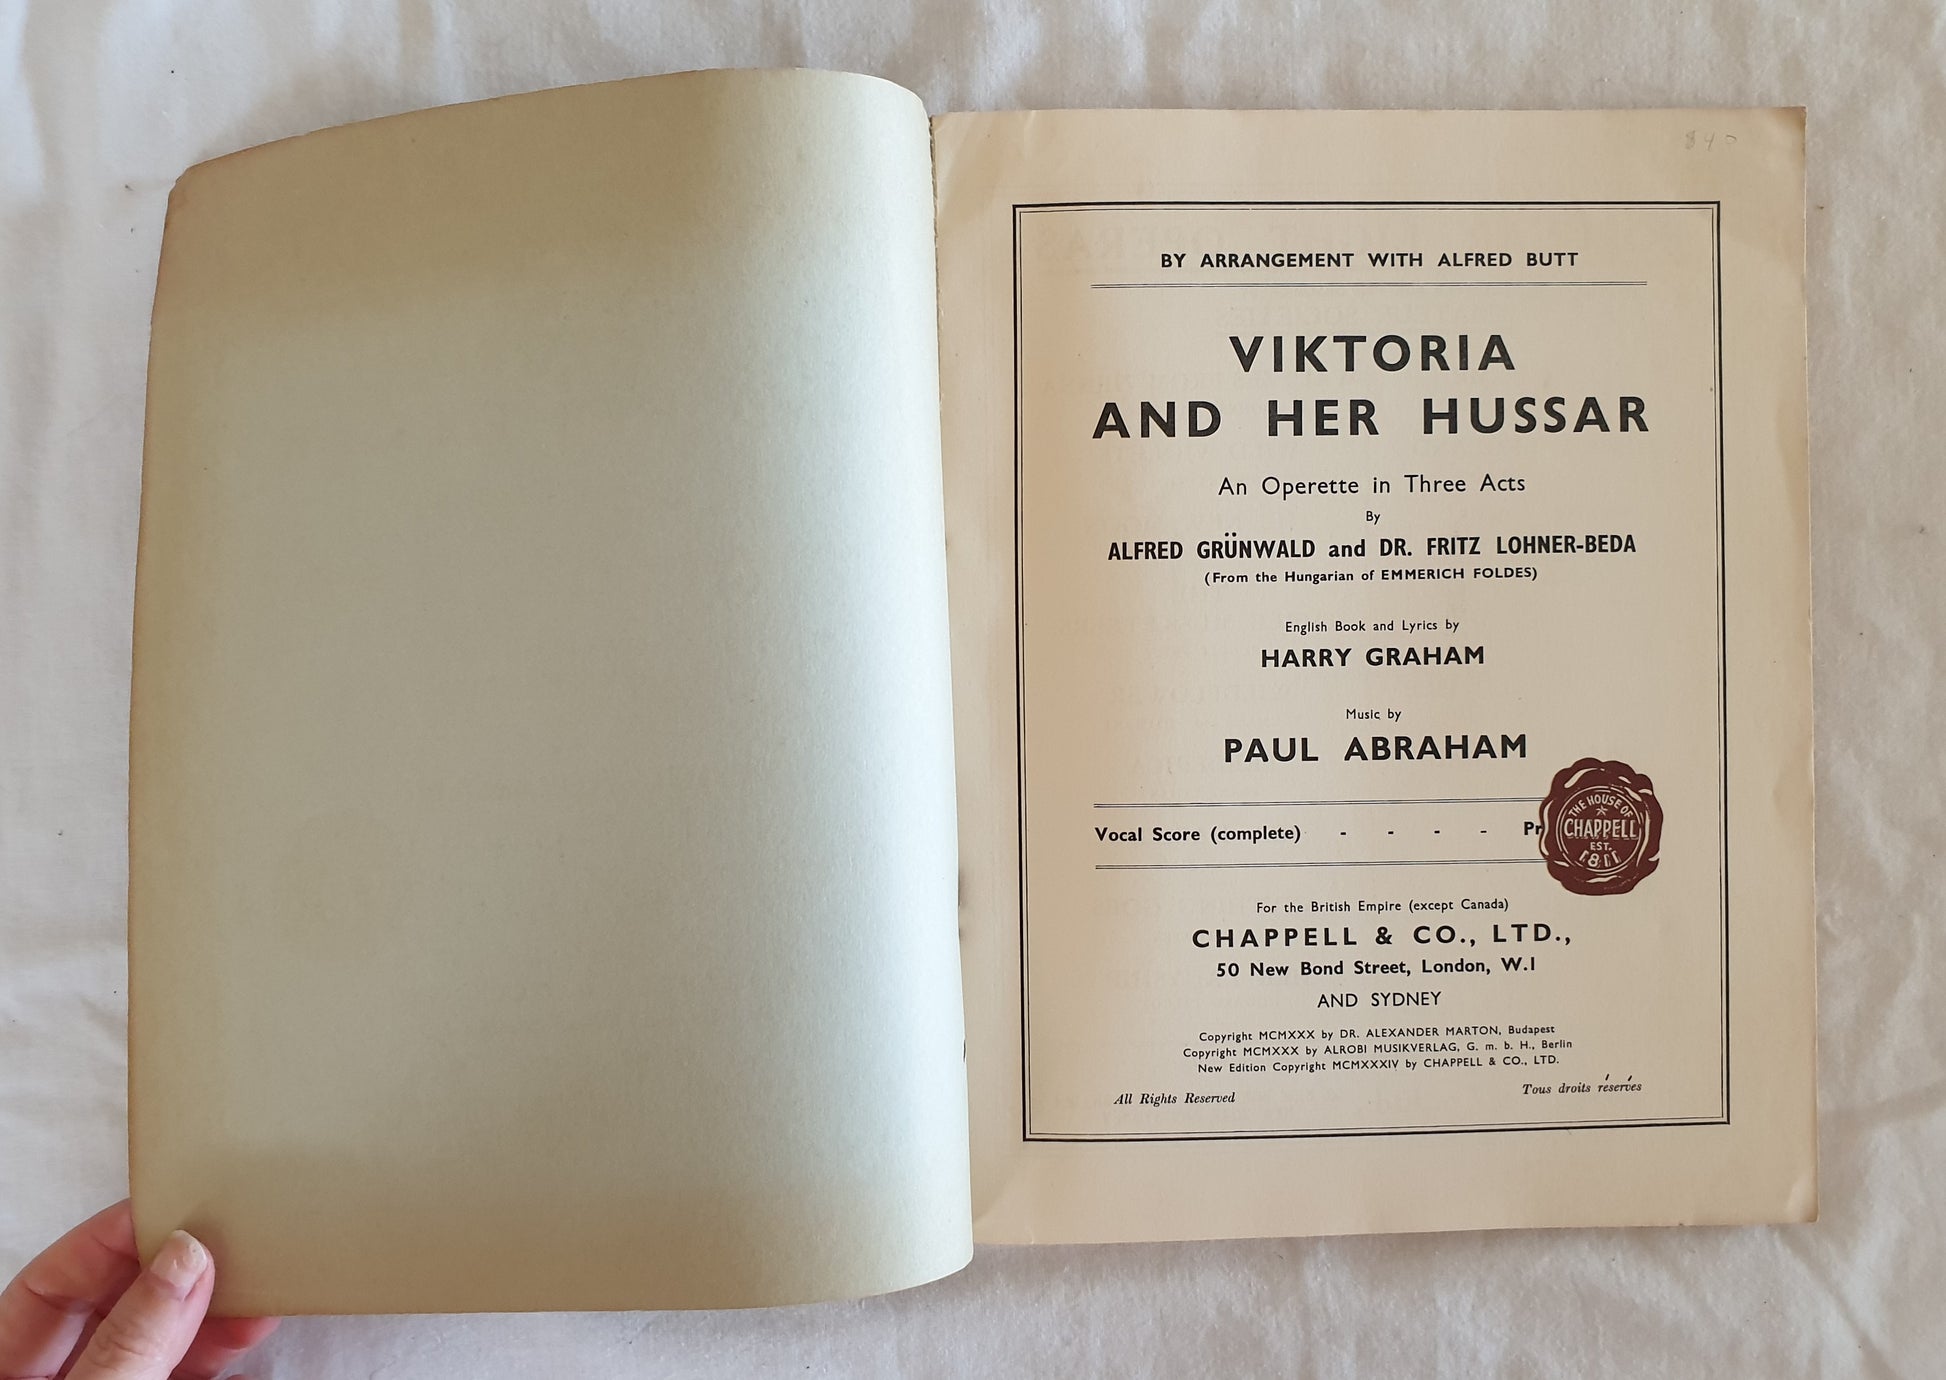 $40
BY ARRANGEMENT WITH ALFRED BUTT
VIKTORIA
AND HER HUSSAR
An Operette in Three Acts
By
ALFRED GRÜNWALD and DR. FRITZ LOHNER-BEDA
(From the Hungarian of EMMERICH FOLDES)
English Book and Lyrics by
HARRY GRAHAM
Music by
PAUL ABRAHAM
Vocal Score (complete) - - - - Pr
THE HOUSE OF
CHAPPELL
EST.
1811
For the British Empire (except Canada)
CHAPPELL & CO., LTD.,
50 New Bond Street, London, W.I
AND SYDNEY
Copyright MCMXXX by DR. ALEXANDER MARTON, Budapest
Copyright MCMXXX by ALROBI MUSIKVERLAG, G. m. b. H., Berlin
New Edition Copyright MCMXXXIV by CHAPPELL & CO., LTD.
All Rights Reserved
Tous droits réservés